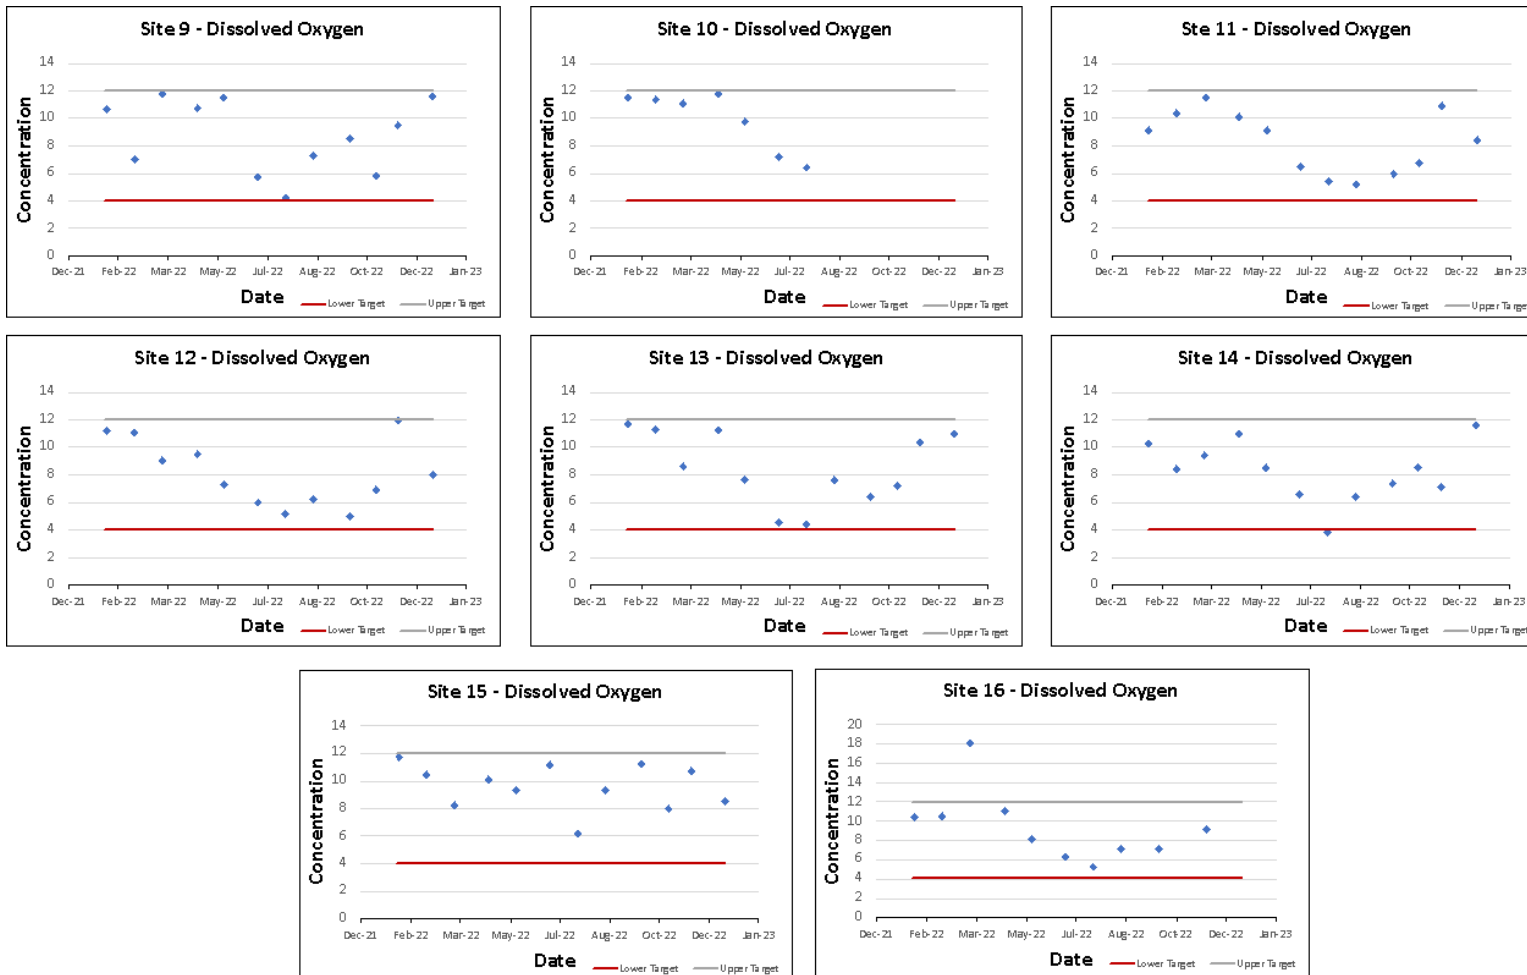 Site 9 - Dissolved Oxygen
Concentration
14
12
10
8
6
4
2
0
Dec-21 Feb-22 Mar-22 May-22 Jul-22 Aug-22 Oct-22 Dec-22 Jan-23
Date
Lower Target Upper Target
Site 10 - Dissolved Oxygen
Concentration
14
12
10
8
6
4
2
0
Dec-21 Feb-22 Mar-22 May-22 Jul-22 Aug-22 Oct-22 Dec-22 Jan-23
Date
Lower Target Upper Target
Ste 11 - Dissolved Oxygen
Concentration
14
12
10
8
6
4
2
0
Dec-21 Feb-22 Mar-22 May-22 Jul-22 Aug-22 Oct-22 Dec-22 Jan-23
Date
Lower Target Upper Target
Site 12 - Dissolved Oxygen
Concentration
14
12
10
8
6
4
2
0
Dec-21 Feb-22 Mar-22 May-22 Jul-22 Aug-22 Oct-22 Dec-22 Jan-23
Date
Lower Target Upper Target
Site 13 - Dissolved Oxygen
Concentration
14
12
10
8
6
4
2
0
Dec-21 Feb-22 Mar-22 May-22 Jul-22 Aug-22 Oct-22 Dec-22 Jan-23
Date
Lower Target Upper Target
Site 14 - Dissolved Oxygen
Concentration
14
12
10
8
6
4
2
0
Dec-21 Feb-22 Mar-22 May-22 Jul-22 Aug-22 Oct-22 Dec-22 Jan-23
Date
Lower Target Upper Target
Site 15 - Dissolved Oxygen
Concentration
14
12
10
8
6
4
2
0
Dec-21 Feb-22 Mar-22 May-22 Jul-22 Aug-22 Oct-22 Dec-22 Jan-23
Date
Lower Target Upper Target
Site 16 - Dissolved Oxygen
Concentration
20
18
16
14
12
10
8
6
4
2
0
Dec-21 Feb-22 Mar-22 May-22 Jul-22 Aug-22 Oct-22 Dec-22 Jan-23
Date
Lower Target Upper Target